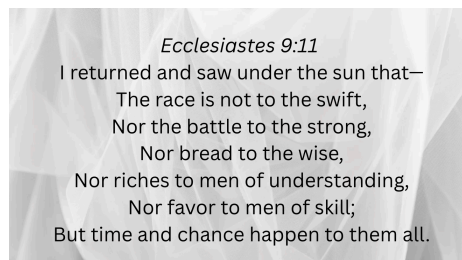 Ecclesiastes 9:11
I returned and saw under the sun that—
The race is not to the swift,
Nor the battle to the strong,
Nor bread to the wise,
Nor riches to men of understanding,
Nor favor to men of skill;
But time and chance happen to them all.